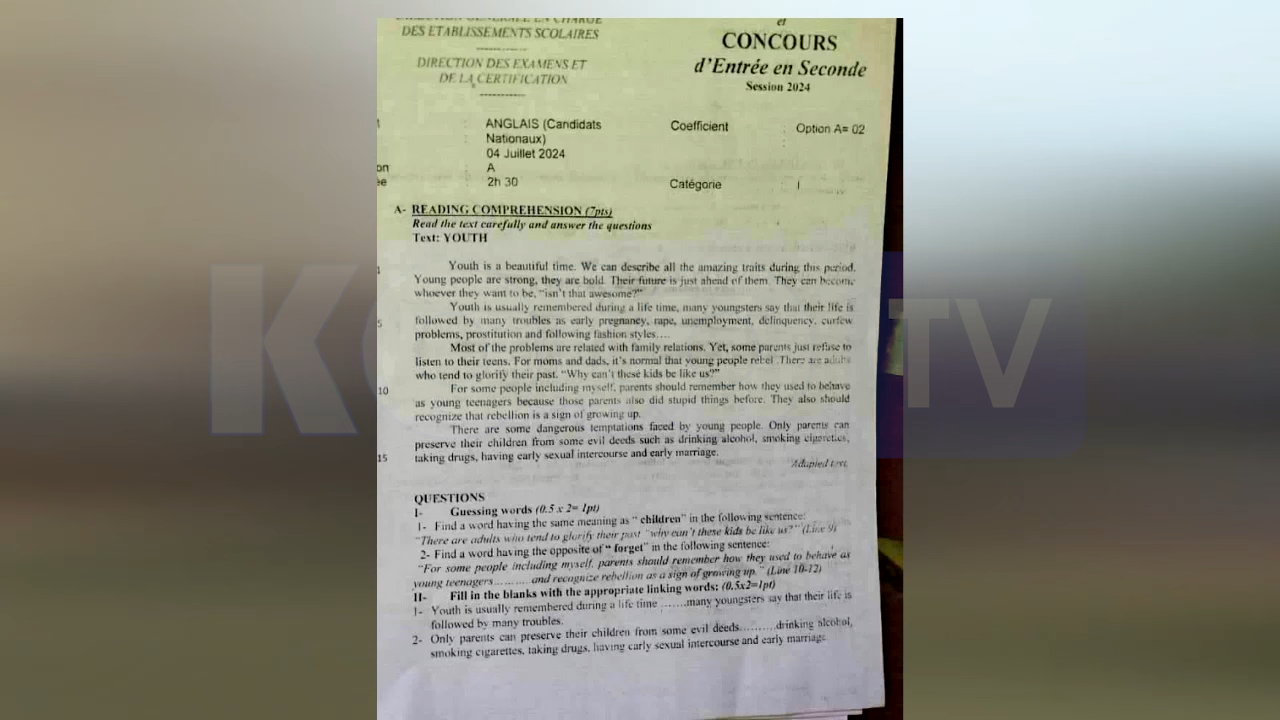 DIRECTION GENERALE EN CHARGE
DES ETABLISSEMENTS SCOLAIRES
DIRECTION DES EXAMENS ET
DE LA CERTIFICATION
et
CONCOURS
d'Entrée en Seconde
Session 2024
: ANGLAIS (Candidats Nationaux) Coefficient : Option A= 02
04 Juillet 2024
on : A
ée : 2h 30 Catégorie : I
A- READING COMPREHENSION (7pts)
Read the text carefully and answer the questions
Text: YOUTH
1 Youth is a beautiful time. We can describe all the amazing traits during this period.
Young people are strong, they are bold. Their future is just ahead of them. They can become
whoever they want to be, "isn't that awesome?"
Youth is usually remembered during a life time, many youngsters say that their life is
5 followed by many troubles as early pregnancy, rape, unemployment, delinquency, curfew
problems, prostitution and following fashion styles....
Most of the problems are related with family relations. Yet, some parents just refuse to
listen to their teens. For moms and dads, it's normal that young people rebel. There are adults
who tend to glorify their past. "Why can't these kids be like us?"
10 For some people including myself, parents should remember how they used to behave
as young teenagers because those parents also did stupid things before. They also should
recognize that rebellion is a sign of growing up.
There are some dangerous temptations faced by young people. Only parents can
preserve their children from some evil deeds such as drinking alcohol, smoking cigarettes,
15 taking drugs, having early sexual intercourse and early marriage.
Adapted text
QUESTIONS
I- Guessing words (0.5 x 2= 1pt)
1- Find a word having the same meaning as " children" in the following sentence:
"There are adults who tend to glorify their past "why can't these kids be like us?" (Line 9)
2- Find a word having the opposite of " forget" in the following sentence:
"For some people including myself, parents should remember how they used to behave as
young teenagers..........and recognize rebellion as a sign of growing up." (Line 10-12)
II- Fill in the blanks with the appropriate linking words: (0,5x2=1pt)
1- Youth is usually remembered during a life time .......many youngsters say that their life is
followed by many troubles.
2- Only parents can preserve their children from some evil deeds..........drinking alcohol,
smoking cigarettes, taking drugs, having early sexual intercourse and early marriage
K TV